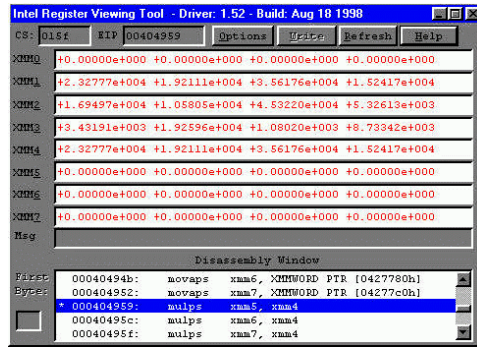 Intel Register Viewing Tool - Driver: 1.52 - Build: Aug 18 1998
CS: 015f EIP 00404959 Options Write Refresh Help
XMM0 +0.00000e+000 +0.00000e+000 +0.00000e+000 +0.00000e+000
XMM1 +2.32777e+004 +1.92111e+004 +3.56176e+004 +1.52417e+004
XMM2 +1.69497e+004 +1.05805e+004 +4.53220e+004 +5.32613e+003
XMM3 +3.43191e+003 +1.92596e+004 +1.08020e+003 +8.73342e+003
XMM4 +2.32777e+004 +1.92111e+004 +3.56176e+004 +1.52417e+004
XMM5 +0.00000e+000 +0.00000e+000 +0.00000e+000 +0.00000e+000
XMM6 +0.00000e+000 +0.00000e+000 +0.00000e+000 +0.00000e+000
XMM7 +0.00000e+000 +0.00000e+000 +0.00000e+000 +0.00000e+000
Msg
Disassembly Window
First Bytes
00040494b: movaps xmm6, XMMWORD PTR [0427780h]
000404952: movaps xmm7, XMMWORD PTR [04277c0h]
* 000404959: mulps xmm5, xmm4
00040495c: mulps xmm6, xmm4
00040495f: mulps xmm7, xmm4